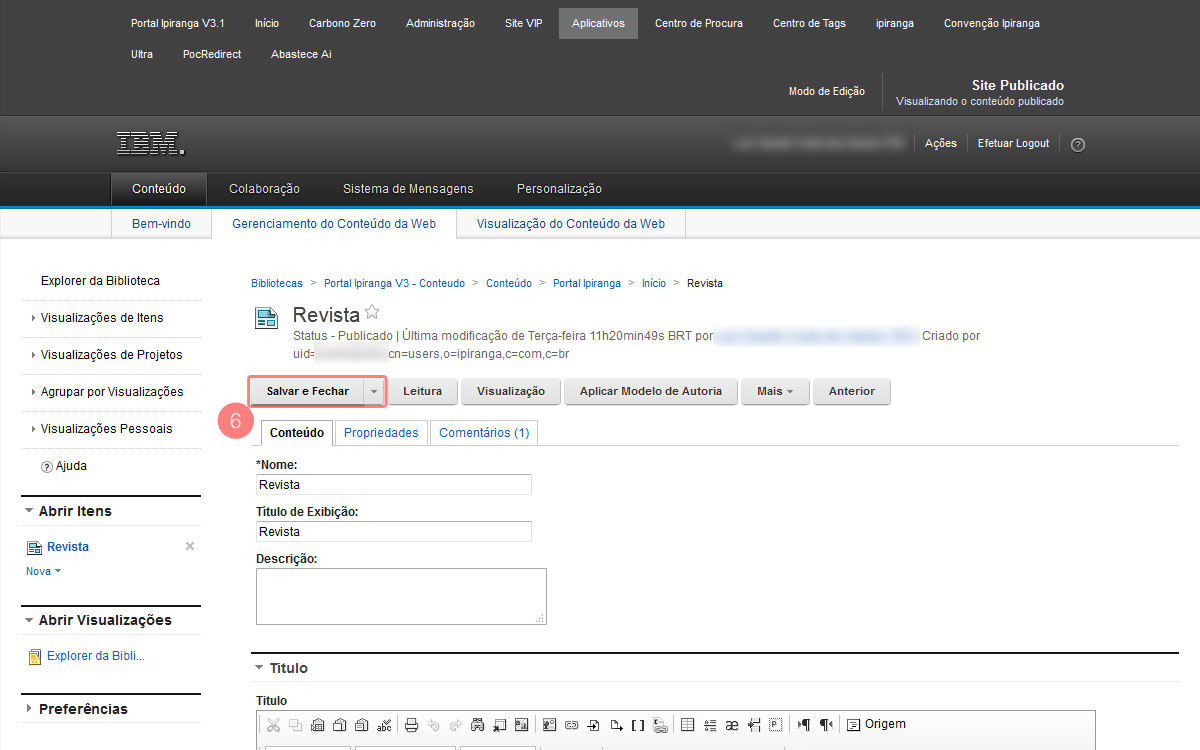 Portal Ipiranga V3.1 Início Carbono Zero Administração Site VIP Aplicativos Centro de Procura Centro de Tags ipiranga Convenção Ipiranga
Ultra PocRedirect Abastece Ai
Modo de Edição
Site Publicado
Visualizando o conteúdo publicado
IBM.
Ações Efetuar Logout ?
Conteúdo Colaboração Sistema de Mensagens Personalização
Bem-vindo Gerenciamento do Conteúdo da Web Visualização do Conteúdo da Web
Explorer da Biblioteca
Visualizações de Itens
Visualizações de Projetos
Agrupar por Visualizações
Visualizações Pessoais
? Ajuda
Abrir Itens
Revista
Nova
Abrir Visualizações
Explorer da Bibli...
Preferências
Bibliotecas > Portal Ipiranga V3 - Conteudo > Conteúdo > Portal Ipiranga > Início > Revista
Revista
Status - Publicado | Última modificação de Terça-feira 11h20min49s BRT por Criado por
uid= cn=users,o=ipiranga,c=com,c=br
Salvar e Fechar Leitura Visualização Aplicar Modelo de Autoria Mais Anterior
6
Conteúdo Propriedades Comentários (1)
*Nome:
Revista
Título de Exibição:
Revista
Descrição:
Titulo
Titulo
Origem